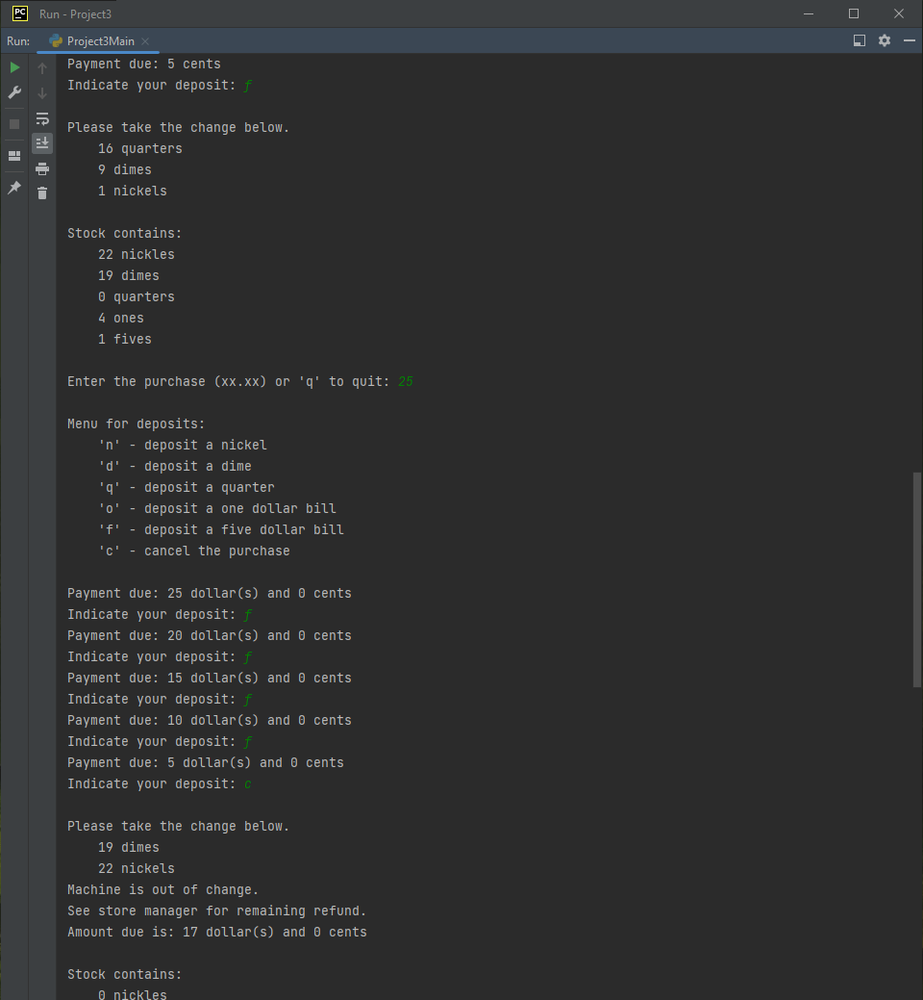 PC Run - Project3
Run: Project3Main
Payment due: 5 cents
Indicate your deposit: f
Please take the change below.
16 quarters
9 dimes
1 nickels
Stock contains:
22 nickles
19 dimes
0 quarters
4 ones
1 fives
Enter the purchase (xx.xx) or 'q' to quit: 25
Menu for deposits:
'n' - deposit a nickel
'd' - deposit a dime
'q' - deposit a quarter
'o' - deposit a one dollar bill
'f' - deposit a five dollar bill
'c' - cancel the purchase
Payment due: 25 dollar(s) and 0 cents
Indicate your deposit: f
Payment due: 20 dollar(s) and 0 cents
Indicate your deposit: f
Payment due: 15 dollar(s) and 0 cents
Indicate your deposit: f
Payment due: 10 dollar(s) and 0 cents
Indicate your deposit: f
Payment due: 5 dollar(s) and 0 cents
Indicate your deposit: c
Please take the change below.
19 dimes
22 nickels
Machine is out of change.
See store manager for remaining refund.
Amount due is: 17 dollar(s) and 0 cents
Stock contains:
0 nickles